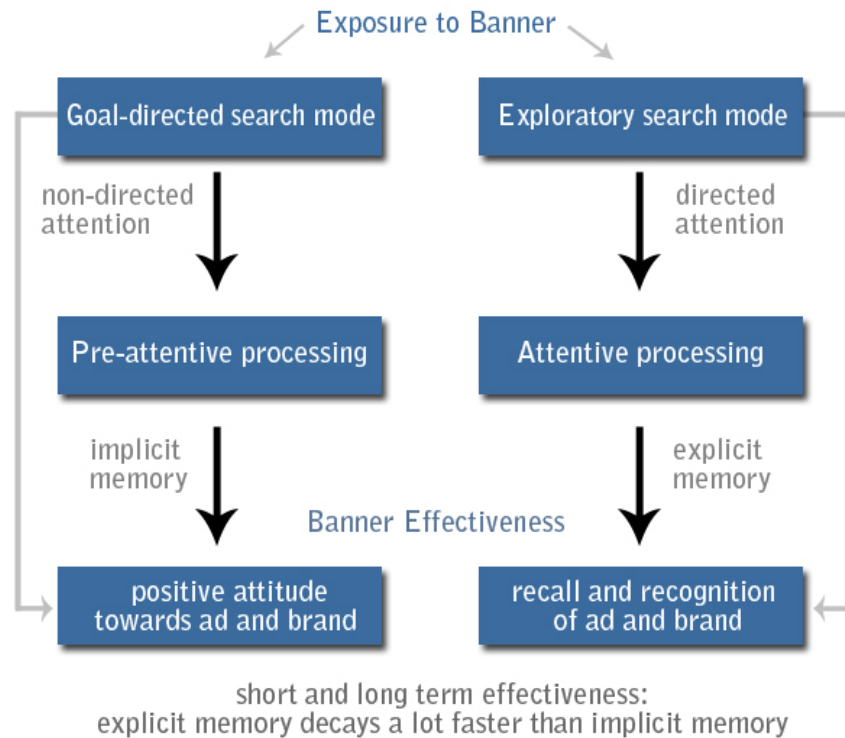 Exposure to Banner
Goal-directed search mode
Exploratory search mode
non-directed
attention
directed
attention
Pre-attentive processing
Attentive processing
implicit
memory
explicit
memory
Banner Effectiveness
positive attitude
towards ad and brand
recall and recognition
of ad and brand
short and long term effectiveness:
explicit memory decays a lot faster than implicit memory